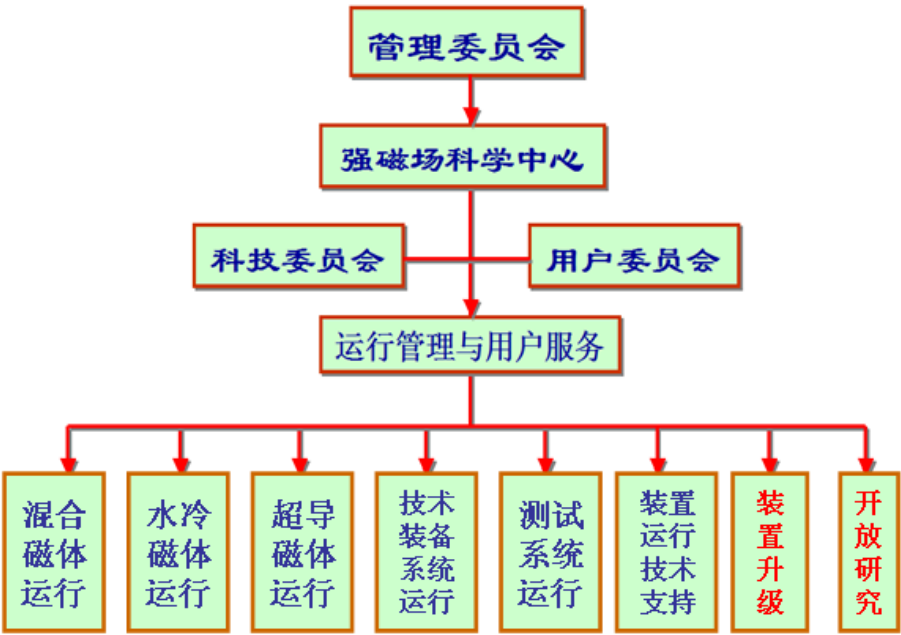 管理委员会
强磁场科学中心
科技委员会
用户委员会
运行管理与用户服务
混合
磁体
运行
水冷
磁体
运行
超导
磁体
运行
技术
装备
系统
运行
测试
系统
运行
装置
运行
技术
支持
装
置
升
级
开
放
研
究